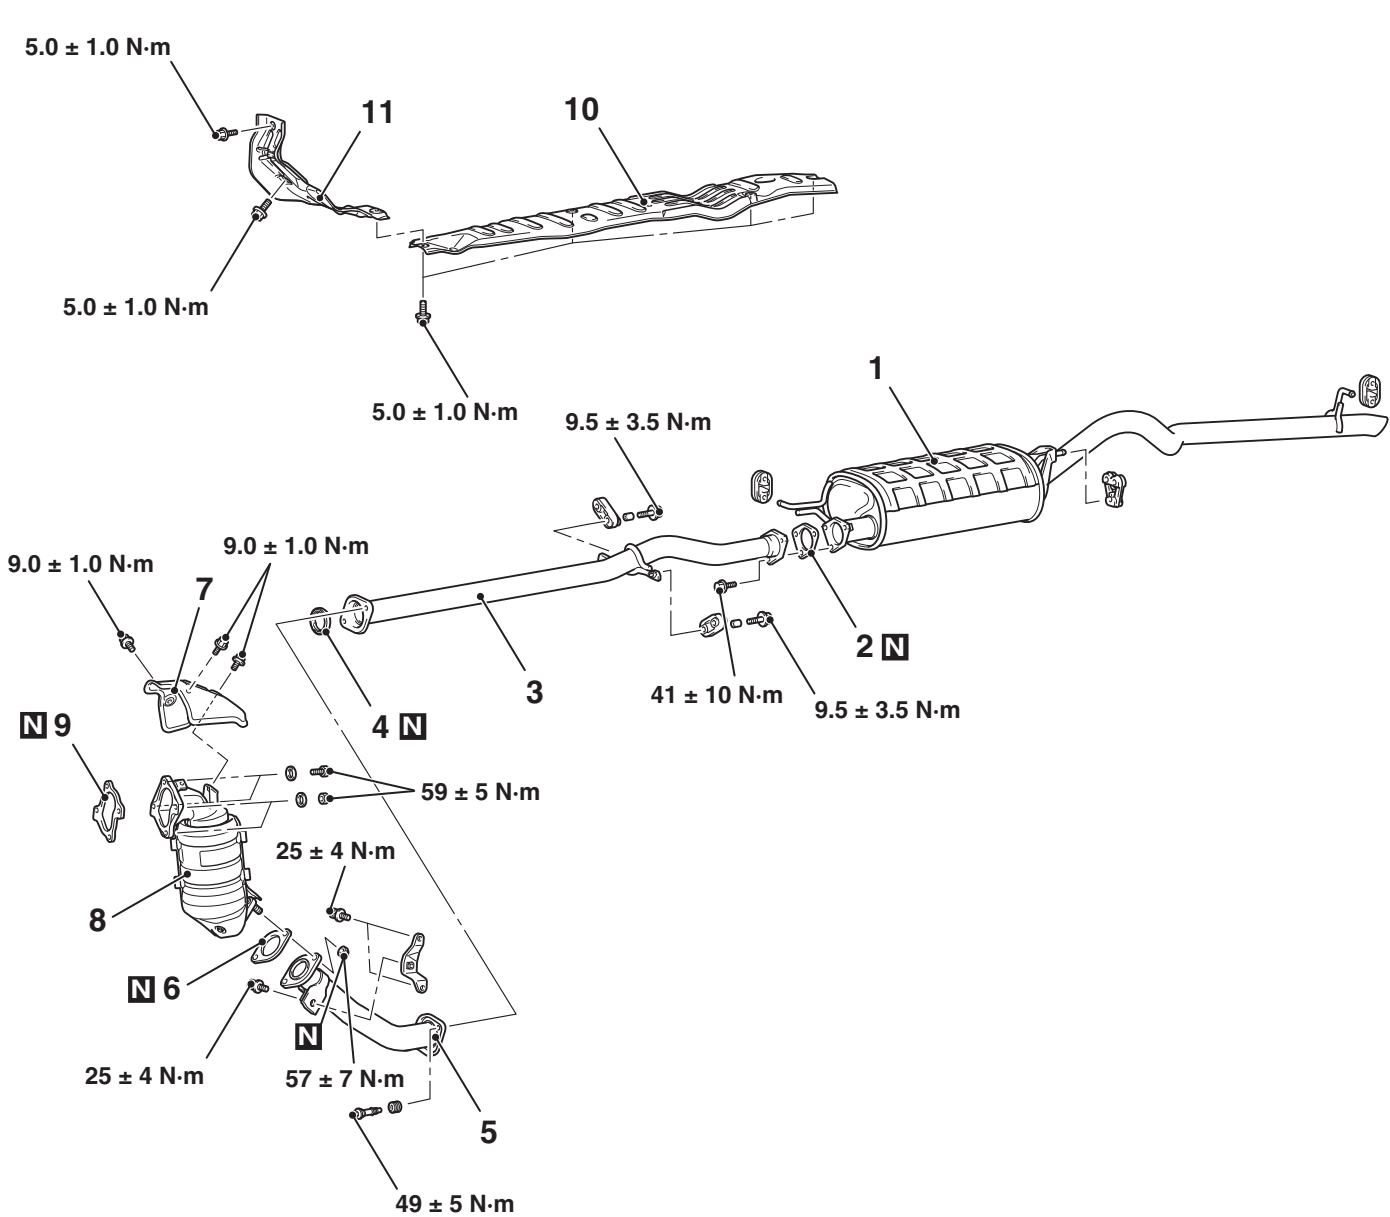 5.0 ± 1.0 N·m
11
10
5.0 ± 1.0 N·m
5.0 ± 1.0 N·m
1
9.5 ± 3.5 N·m
9.0 ± 1.0 N·m
9.0 ± 1.0 N·m
7
2 N
3
41 ± 10 N·m
9.5 ± 3.5 N·m
4 N
N 9
59 ± 5 N·m
25 ± 4 N·m
8
N 6
N
25 ± 4 N·m
57 ± 7 N·m
5
49 ± 5 N·m